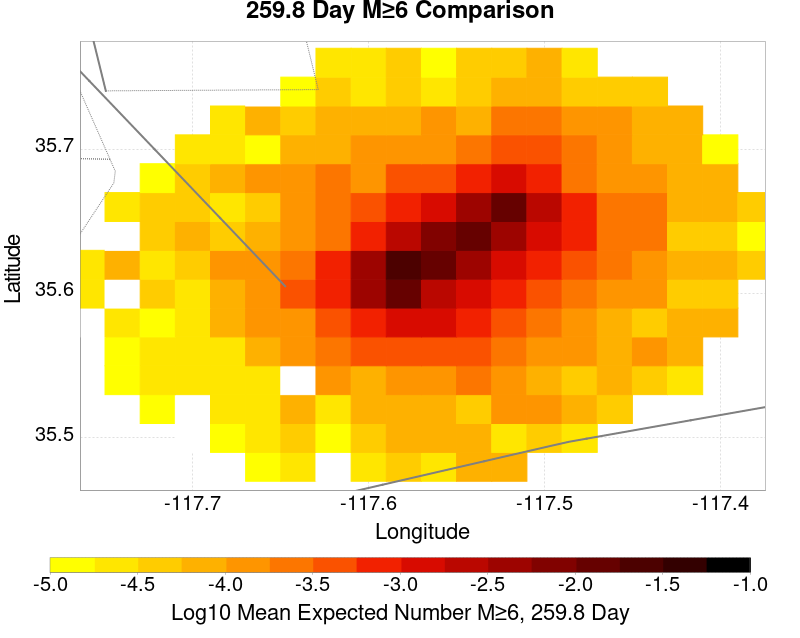 259.8 Day M≥6 Comparison
35.7
35.6
35.5
Latitude
-117.7 -117.6 -117.5 -117.4
Longitude
-5.0 -4.5 -4.0 -3.5 -3.0 -2.5 -2.0 -1.5 -1.0
Log10 Mean Expected Number M≥6, 259.8 Day